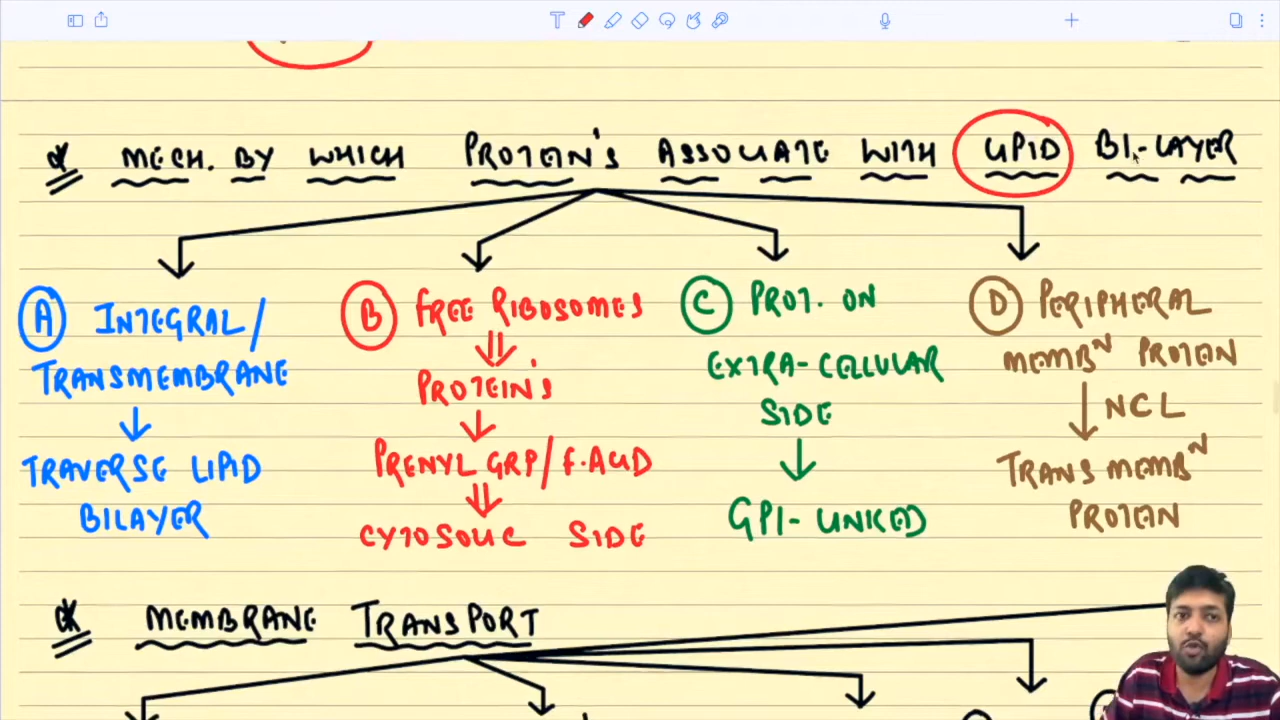 * MECH. BY WHICH PROTEIN'S ASSOCIATE WITH LIPID BI-LAYER
A INTEGRAL/
TRANSMEMBRANE
TRAVERSE LIPID
BILAYER
B FREE RIBOSOMES
PROTEIN'S
PRENYL GRP/F.ACID
CYTOSOLIC SIDE
C PROT. ON
EXTRA-CELLULAR
SIDE
GPI-LINKED
D PERIPHERAL
MEMBN PROTEIN
NCL
TRANS MEMBN
PROTEIN
* MEMBRANE TRANSPORT